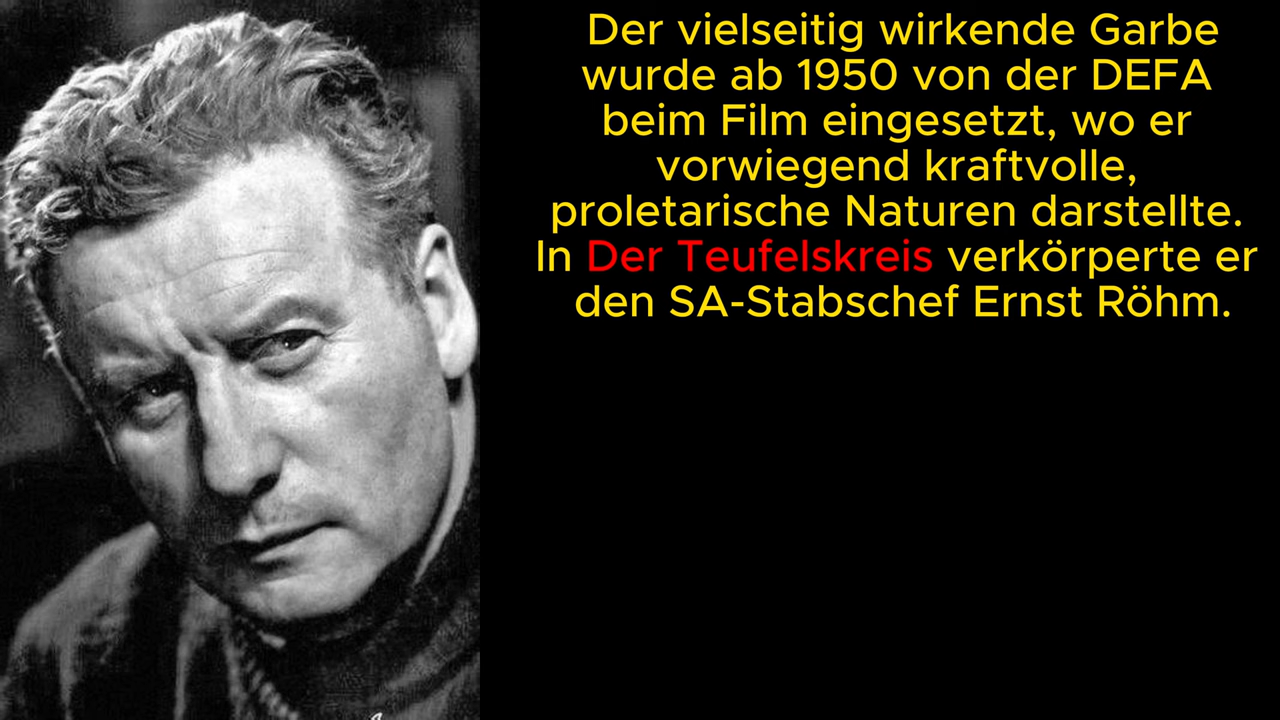 Der vielseitig wirkende Garbe
wurde ab 1950 von der DEFA
beim Film eingesetzt, wo er
vorwiegend kraftvolle,
proletarische Naturen darstellte.
In Der Teufelskreis verkörperte er
den SA-Stabschef Ernst Röhm.